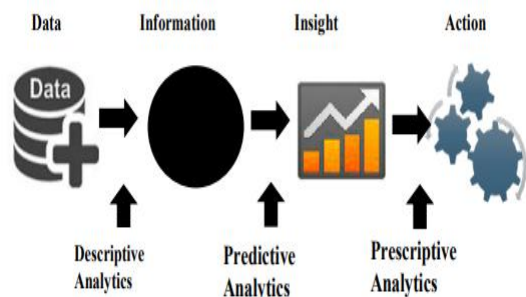 Data Information Insight Action
Data
Descriptive Analytics
Predictive Analytics
Prescriptive Analytics